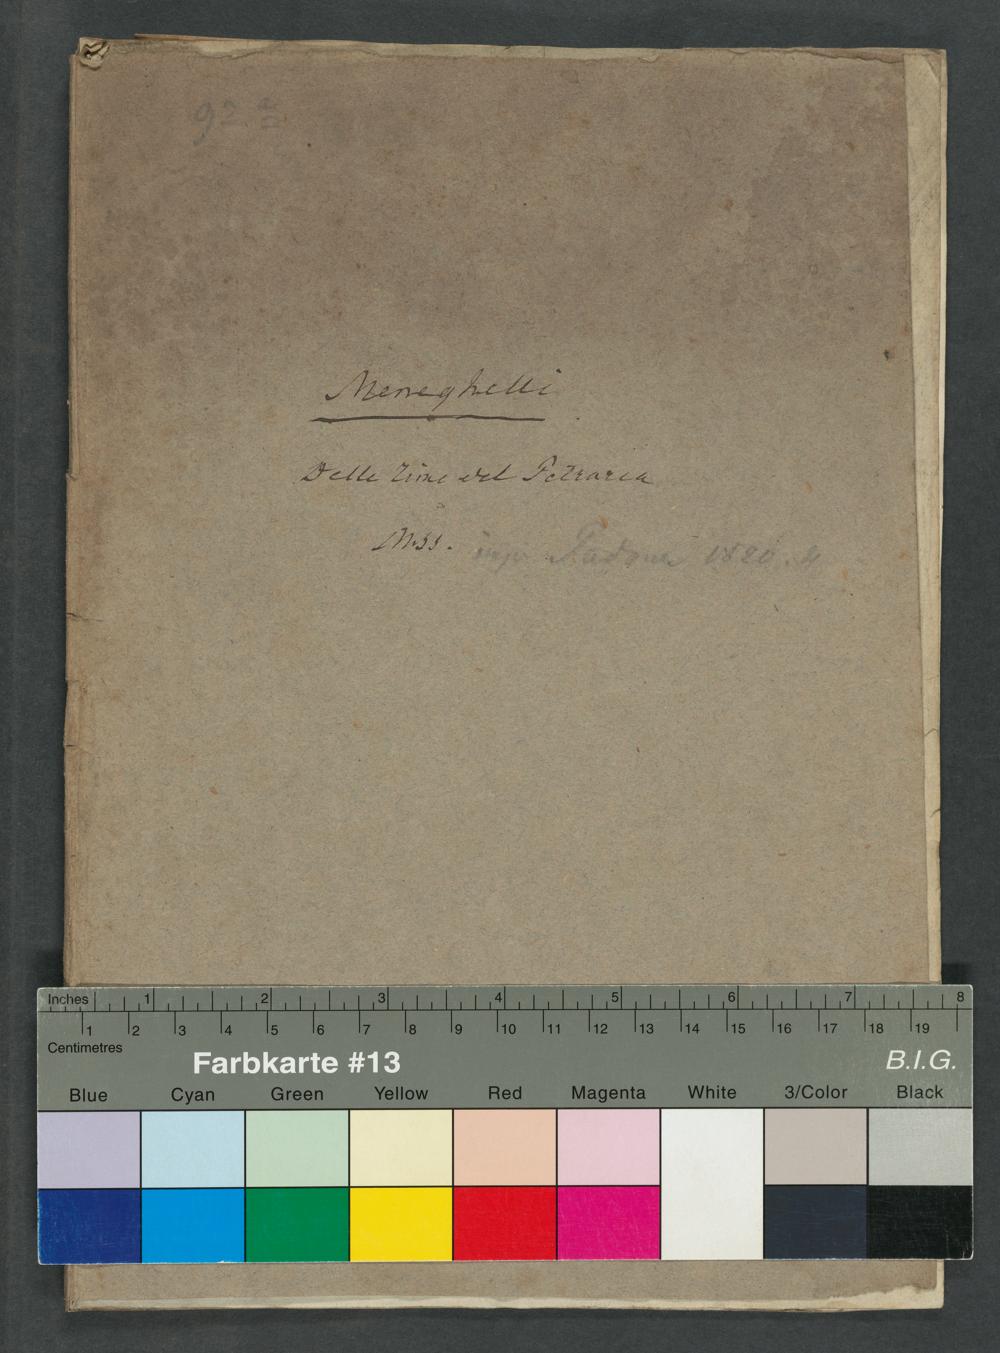 92
Meneghelli
Delle rime del Petrarca
Mss. impr. Padova 1820. 4
Inches 1 2 3 4 5 6 7 8
1 2 3 4 5 6 7 8 9 10 11 12 13 14 15 16 17 18 19
Centimetres
Farbkarte #13 B.I.G.
Blue Cyan Green Yellow Red Magenta White 3/Color Black